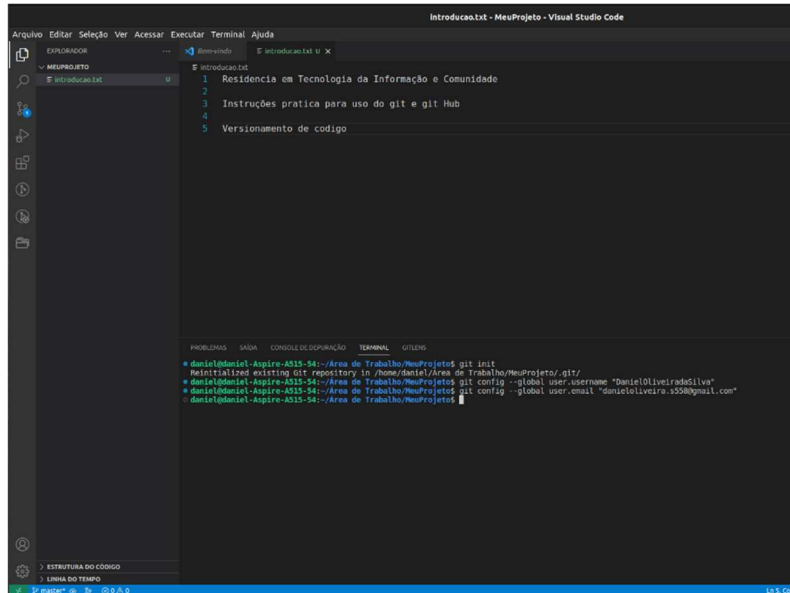 introducao.txt - MeuProjeto - Visual Studio Code
Arquivo Editar Seleção Ver Acessar Executar Terminal Ajuda
EXPLORADOR ...
MEUPROJETO
introducao.txt U
Bem-vindo introducao.txt U X
introducao.txt
1 Residencia em Tecnologia da Informação e Comunidade
2
3 Instruções pratica para uso do git e git Hub
4
5 Versionamento de codigo
PROBLEMAS SAÍDA CONSOLE DE DEPURAÇÃO TERMINAL GITLENS
daniel@daniel-Aspire-A515-54:~/Área de Trabalho/MeuProjeto$ git init
Reinitialized existing Git repository in /home/daniel/Área de Trabalho/MeuProjeto/.git/
daniel@daniel-Aspire-A515-54:~/Área de Trabalho/MeuProjeto$ git config --global user.username "DanielOliveiradaSilva"
daniel@daniel-Aspire-A515-54:~/Área de Trabalho/MeuProjeto$ git config --global user.email "danieloliveira.s558@gmail.com"
daniel@daniel-Aspire-A515-54:~/Área de Trabalho/MeuProjeto$
ESTRUTURA DO CÓDIGO
LINHA DO TEMPO
master* 0 0 Ln 5, Co